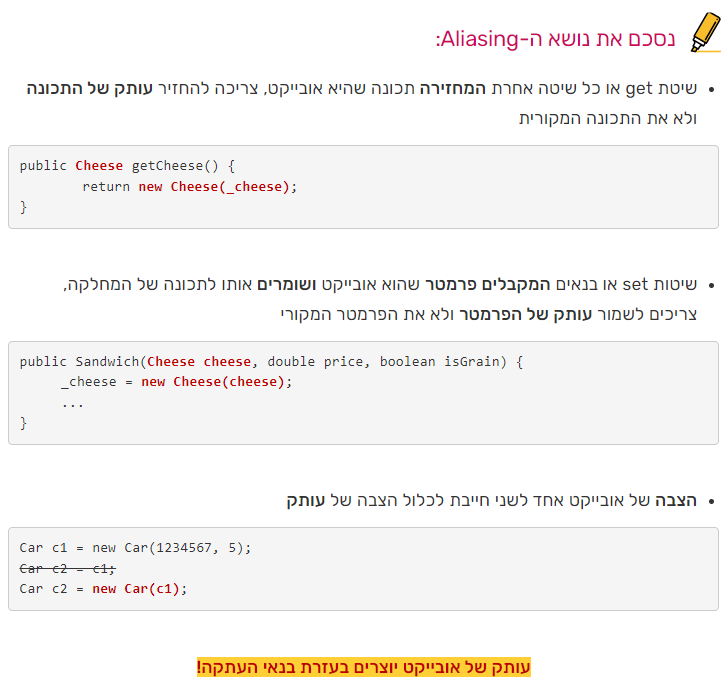 נסכם את נושא ה-Aliasing:
שיטת get או כל שיטה אחרת המחזירה תכונה שהיא אובייקט, צריכה להחזיר עותק של התכונה
ולא את התכונה המקורית
public Cheese getCheese() {
return new Cheese(_cheese);
}
שיטות set או בנאים המקבלים פרמטר שהוא אובייקט ושומרים אותו לתכונה של המחלקה,
צריכים לשמור עותק של הפרמטר ולא את הפרמטר המקורי
public Sandwich(Cheese cheese, double price, boolean isGrain) {
_cheese = new Cheese(cheese);
...
}
הצבה של אובייקט אחד לשני חייבת לכלול הצבה של עותק
Car c1 = new Car(1234567, 5);
Car c2 = c1;
Car c2 = new Car(c1);
עותק של אובייקט יוצרים בעזרת בנאי העתקה!